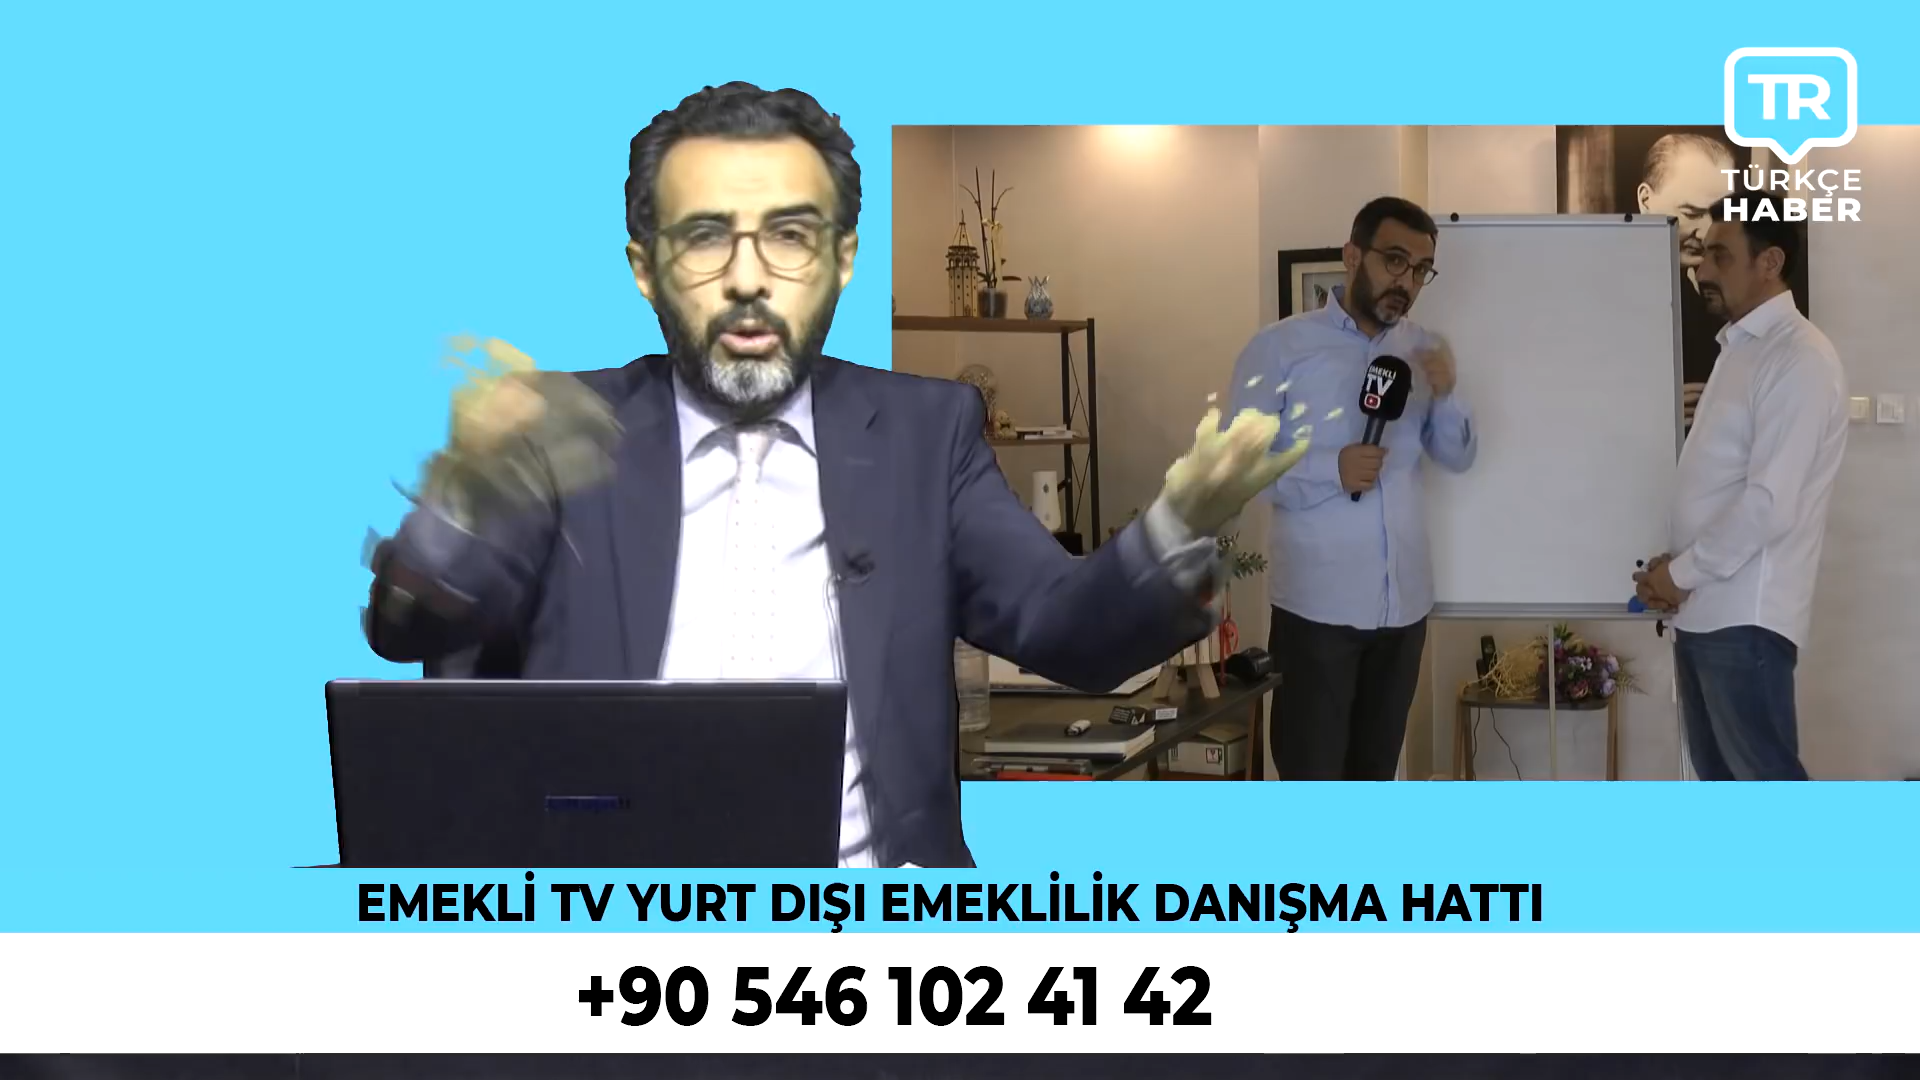 TR
TÜRKÇE
HABER
EMEKLİ
TV
EMEKLİ TV YURT DIŞI EMEKLİLİK DANIŞMA HATTI
+90 546 102 41 42